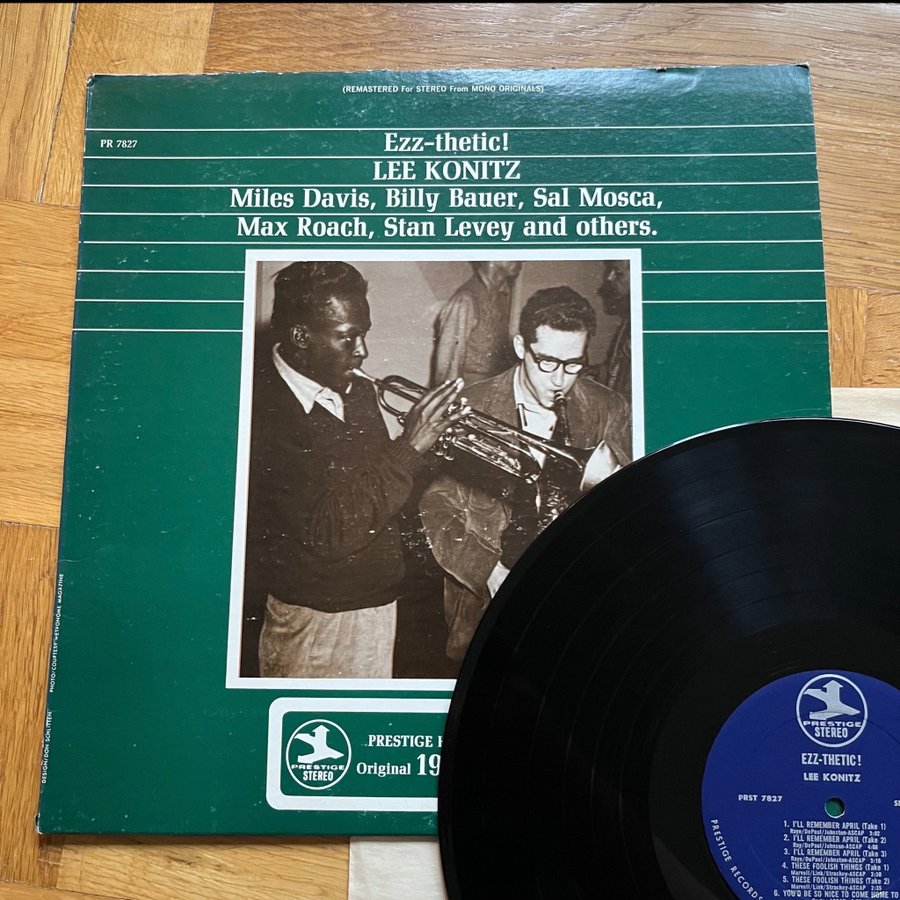 (REMASTERED For STEREO From MONO ORIGINALS)
PR 7827
Ezz-thetic!
LEE KONITZ
Miles Davis, Billy Bauer, Sal Mosca,
Max Roach, Stan Levey and others.
DESIGN/DON SCHLITTEN
PHOTO/COURTESY METRONOME MAGAZINE
PRESTIGE
STEREO
PRESTIGE H
Original 19
PRESTIGE
STEREO
EZZ-THETIC!
LEE KONITZ
PRST 7827
1. I'LL REMEMBER APRIL (Take 1)
Raye/DePaul/Johnston-ASCAP 3:02
2. I'LL REMEMBER APRIL (Take 2)
Raye/DePaul/Johnson-ASCAP
3. I'LL REMEMBER APRIL (Take 3)
Raye/DePaul/Johnston-ASCAP
4. THESE FOOLISH THINGS (Take 1)
Marvell/Link/Strachey-ASCAP
5. THESE FOOLISH THINGS (Take 2)
Marvell/Link/Strachey-ASCAP
6. YOU'D BE SO NICE TO COME HOME TO
PRESTIGE RECORDS